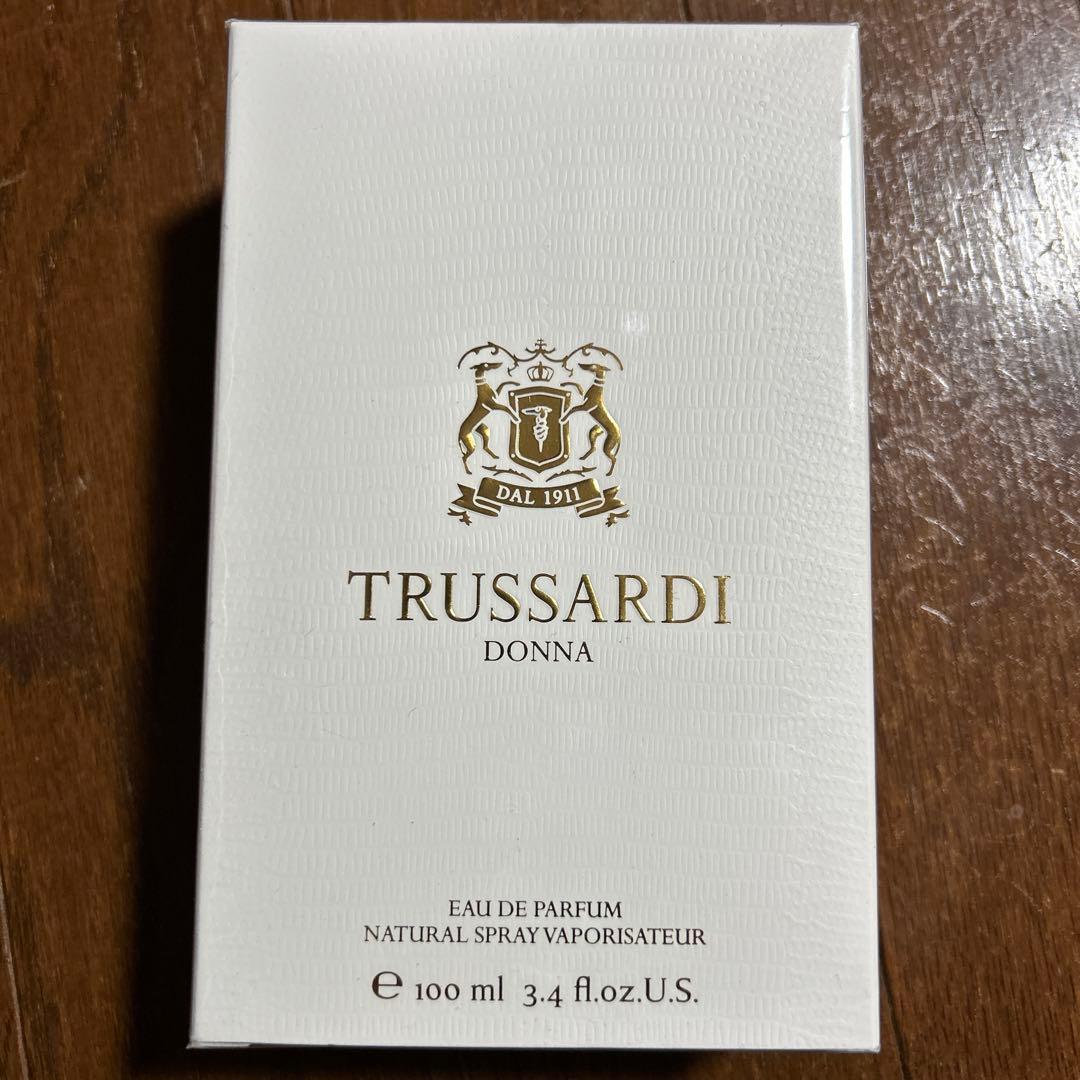 DAL 1911
TRUSSARDI
DONNA
EAU DE PARFUM
NATURAL SPRAY VAPORISATEUR
℮ 100 ml 3.4 fl.oz.U.S.